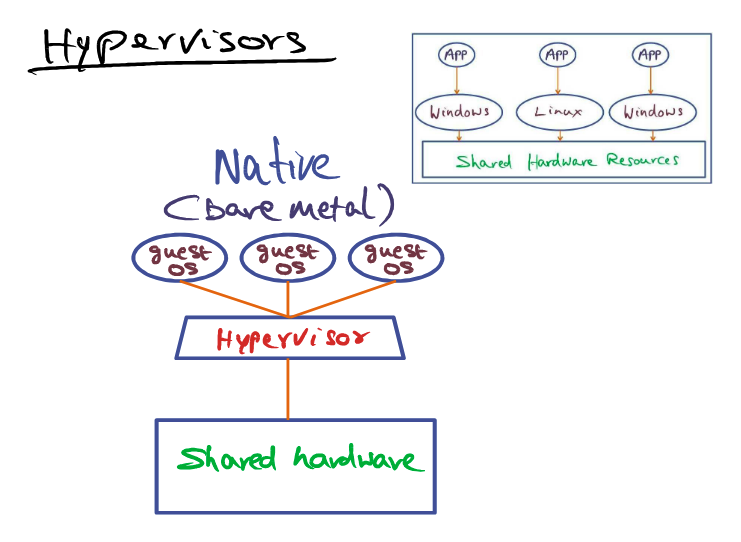 Hypervisors
APP APP APP
Windows Linux Windows
Shared Hardware Resources
Native
(bare metal)
guest guest guest
OS OS OS
Hypervisor
Shared hardware